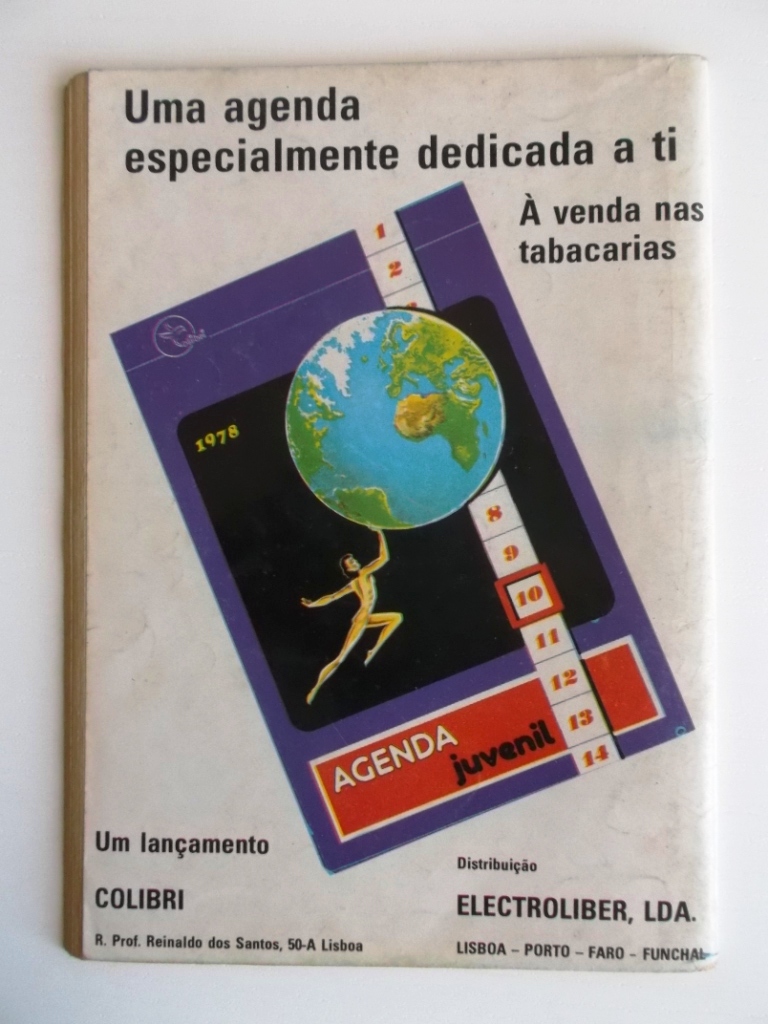 Uma agenda
especialmente dedicada a ti
À venda nas
tabacarias
1
2
1978
8
9
10
11
12
13
14
AGENDA
juvenil
Um lançamento
COLIBRI
R. Prof. Reinaldo dos Santos, 50-A Lisboa
Distribuição
ELECTROLIBER, LDA.
LISBOA – PORTO – FARO - FUNCHAL